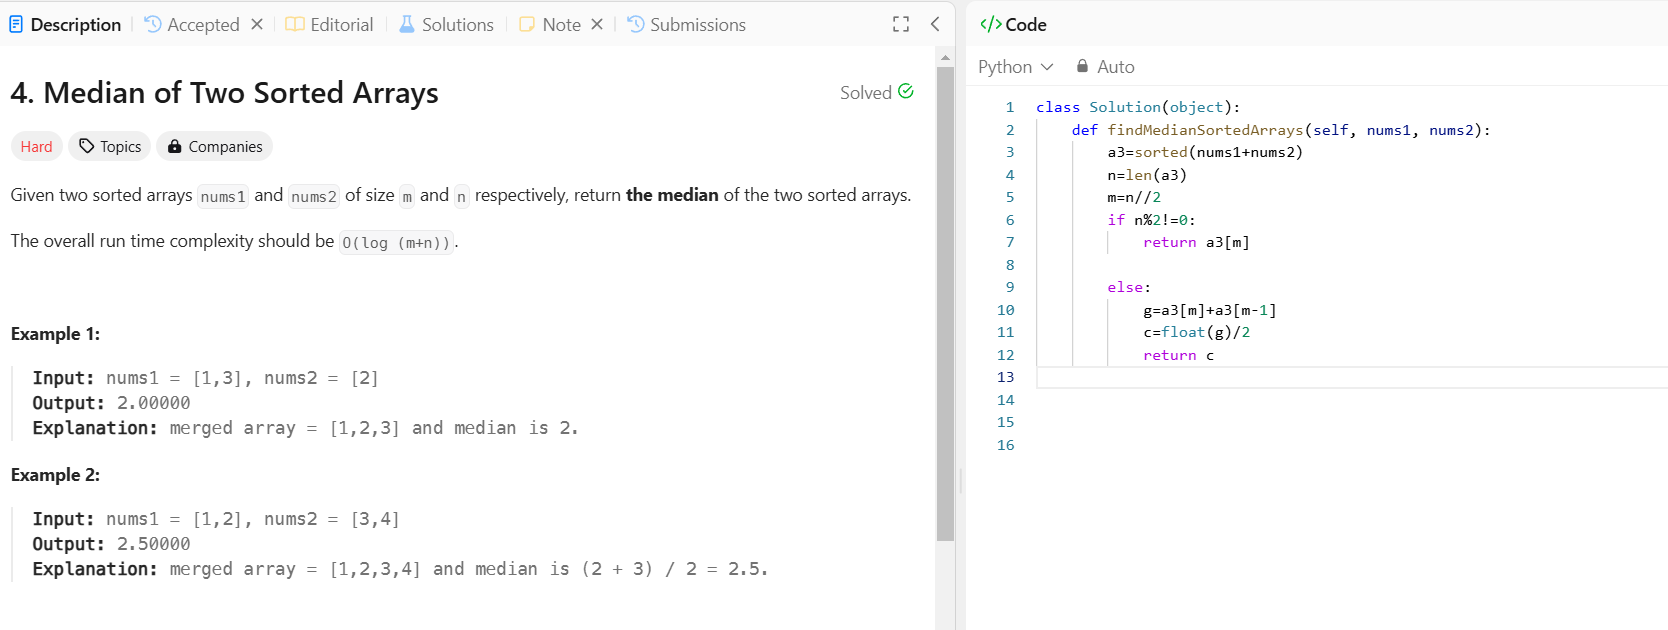 Description Accepted Editorial Solutions Note Submissions
4. Median of Two Sorted Arrays
Solved
Hard Topics Companies
Given two sorted arrays nums1 and nums2 of size m and n respectively, return the median of the two sorted arrays.
The overall run time complexity should be O(log (m+n)).
Example 1:
Input: nums1 = [1,3], nums2 = [2]
Output: 2.00000
Explanation: merged array = [1,2,3] and median is 2.
Example 2:
Input: nums1 = [1,2], nums2 = [3,4]
Output: 2.50000
Explanation: merged array = [1,2,3,4] and median is (2 + 3) / 2 = 2.5.
</> Code
Python Auto
1 class Solution(object):
2     def findMedianSortedArrays(self, nums1, nums2):
3         a3=sorted(nums1+nums2)
4         n=len(a3)
5         m=n//2
6         if n%2!=0:
7             return a3[m]
8
9         else:
10             g=a3[m]+a3[m-1]
11             c=float(g)/2
12             return c
13
14
15
16